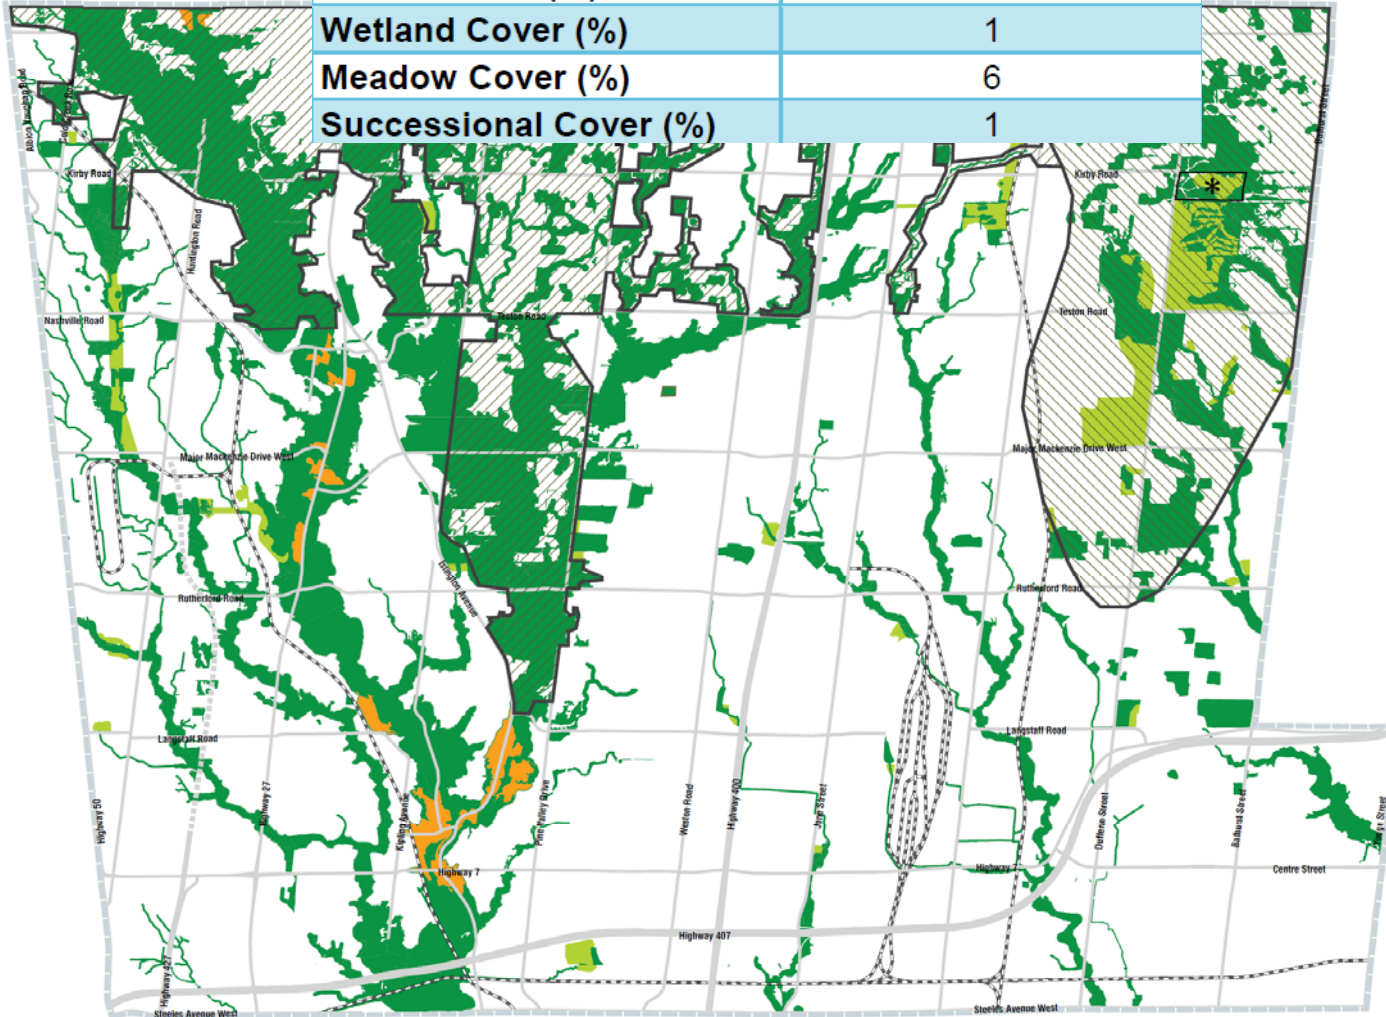 Wetland Cover (%) 1
Meadow Cover (%) 6
Successional Cover (%) 1
Kirby Road
Kirby Road
*
Huntington Road
Nashville Road
Teston Road
Teston Road
Major Mackenzie Drive West
Major Mackenzie Drive West
Islington Avenue
Rutherford Road
Rutherford Road
Langstaff Road
Langstaff Road
Highway 50
Highway 27
Kipling Avenue
Pine Valley Drive
Weston Road
Highway 400
Jane Street
Dufferin Street
Bathurst Street
Highway 7
Highway 7
Centre Street
Highway 407
Highway 427
Steeles Avenue West
Steeles Avenue West